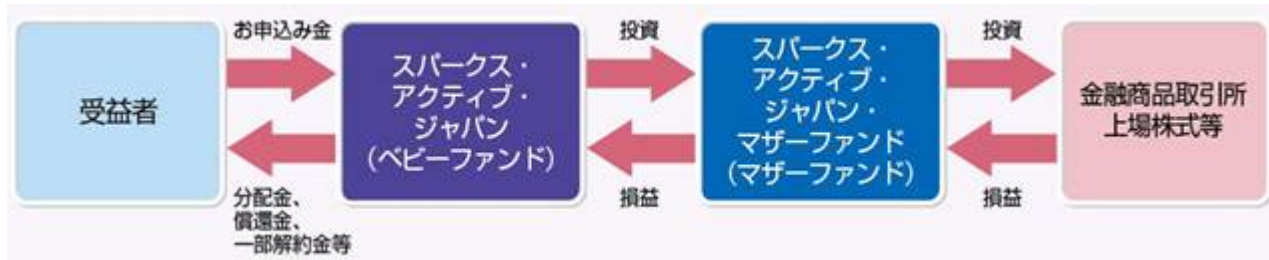 受益者
お申込み金
分配金、
償還金、
一部解約金等
スパークス・
アクティブ・
ジャパン
(ベビーファンド)
投資
損益
スパークス・
アクティブ・
ジャパン・
マザーファンド
(マザーファンド)
投資
損益
金融商品取引所
上場株式等